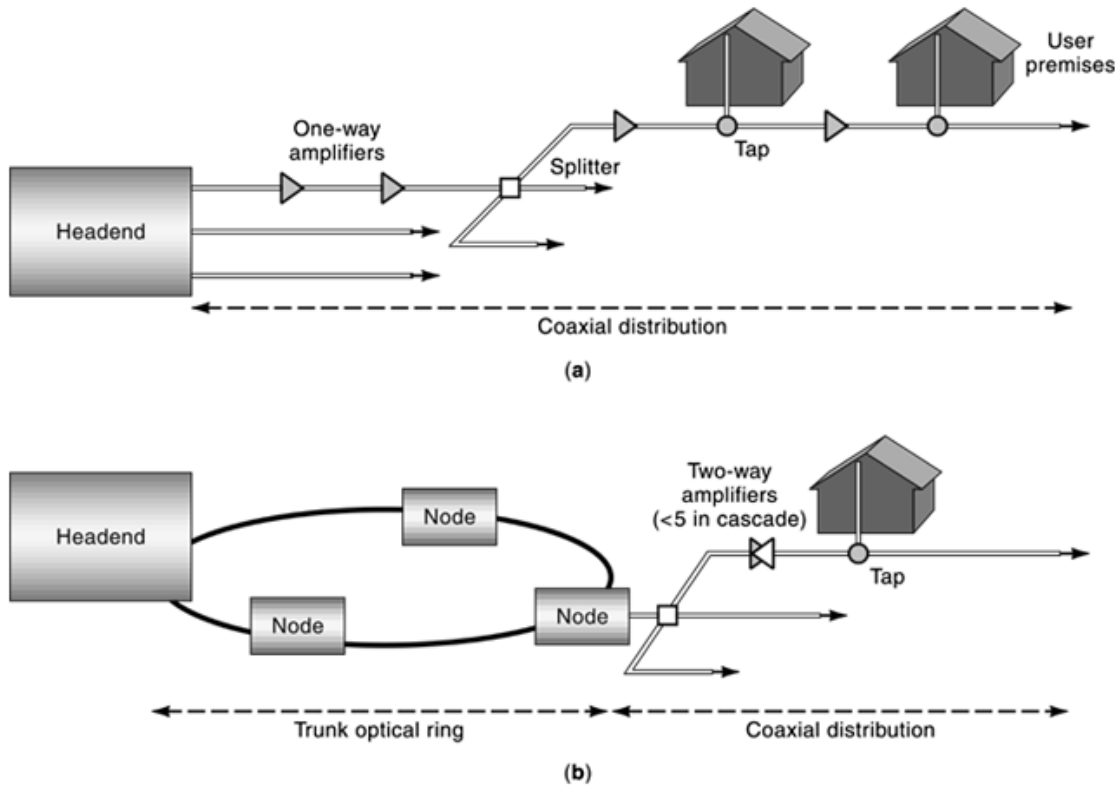 User
premises
One-way
amplifiers
Tap
Splitter
Headend
Coaxial distribution
(a)
Two-way
amplifiers
(<5 in cascade)
Headend
Node
Node
Node
Tap
Trunk optical ring
Coaxial distribution
(b)